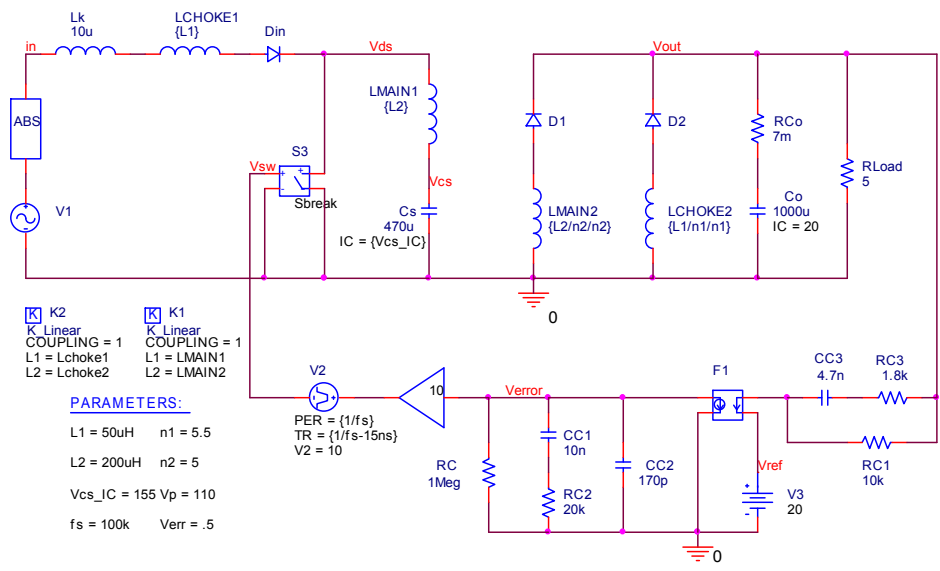 Lk
10u
LCHOKE1
{L1}
Din
in
Vds
Vout
ABS
LMAIN1
{L2}
D1
D2
RCo
7m
RLoad
5
S3
Vsw
+
+
-
-
Sbreak
Vcs
Cs
470u
IC = {Vcs_IC}
V1
LMAIN2
{L2/n2/n2}
LCHOKE2
{L1/n1/n1}
Co
1000u
IC = 20
0
K K2
K_Linear
COUPLING = 1
L1 = Lchoke1
L2 = Lchoke2
K K1
K_Linear
COUPLING = 1
L1 = LMAIN1
L2 = LMAIN2
PARAMETERS:
L1 = 50uH n1 = 5.5
L2 = 200uH n2 = 5
Vcs_IC = 155 Vp = 110
fs = 100k Verr = .5
V2
PER = {1/fs}
TR = {1/fs-15ns}
V2 = 10
10
Verror
F1
CC3
4.7n
RC3
1.8k
RC
1Meg
CC1
10n
RC2
20k
CC2
170p
RC1
10k
Vref
+
-
V3
20
0